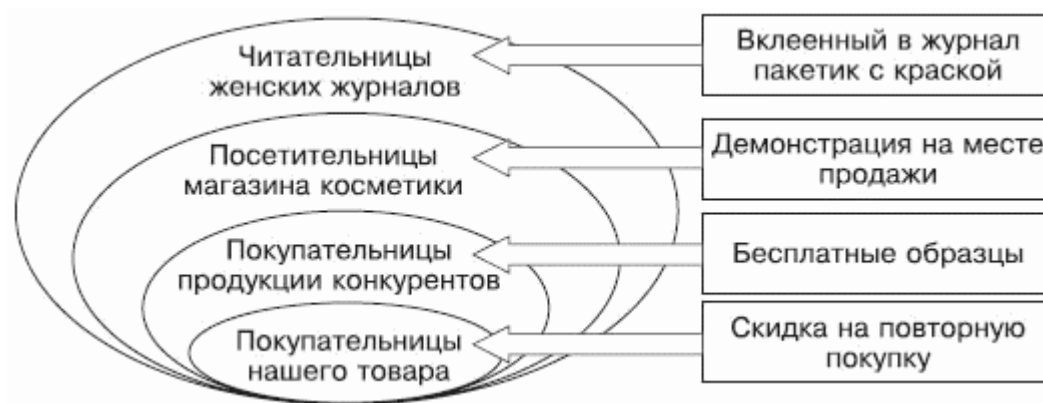 Читательницы
женских журналов
Вклеенный в журнал
пакетик с краской
Посетительницы
магазина косметики
Демонстрация на месте
продажи
Покупательницы
продукции конкурентов
Бесплатные образцы
Покупательницы
нашего товара
Скидка на повторную
покупку